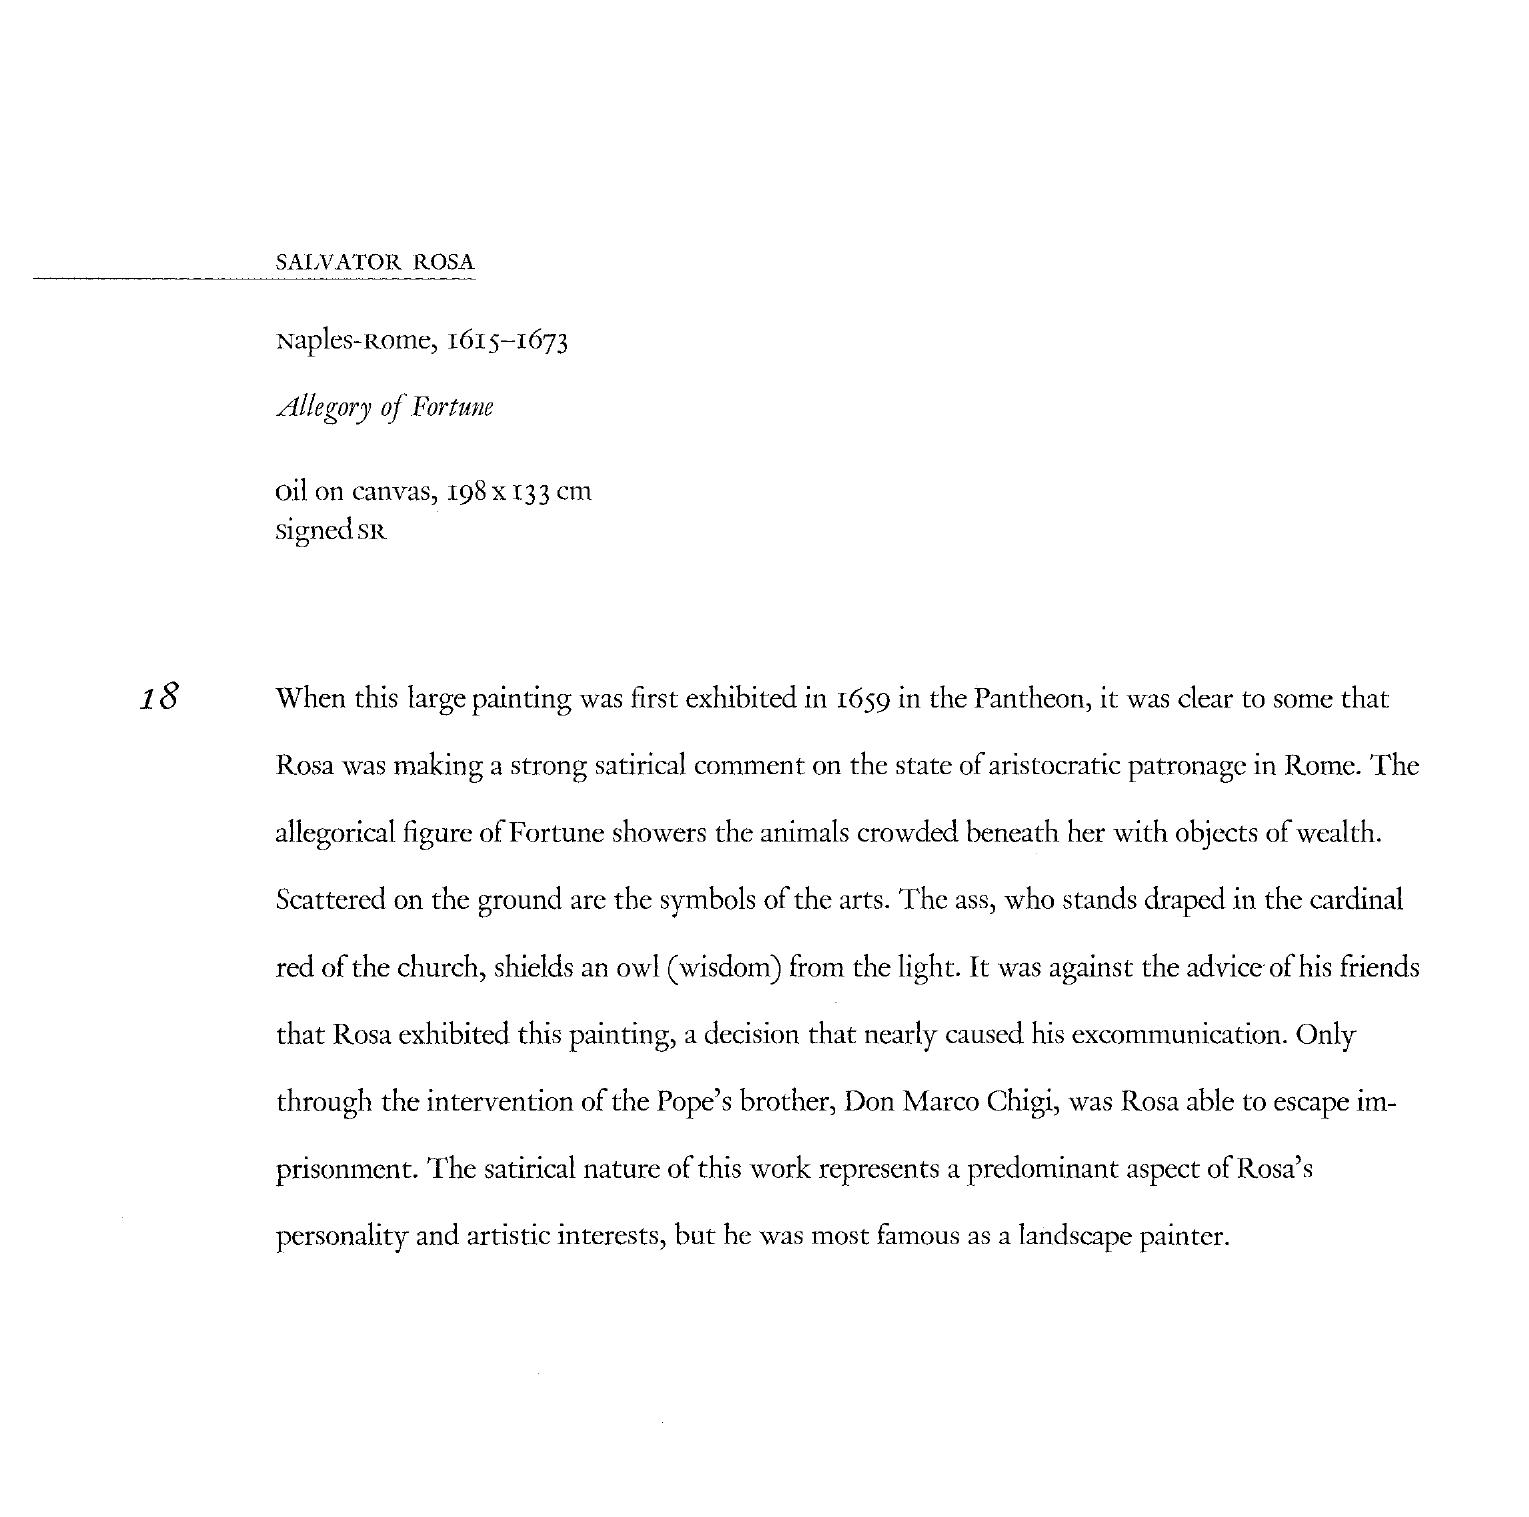 SALVATOR ROSA
Naples-Rome, 1615–1673
Allegory of Fortune
Oil on canvas, 198 x 133 cm
Signed SR
18
When this large painting was first exhibited in 1659 in the Pantheon, it was clear to some that
Rosa was making a strong satirical comment on the state of aristocratic patronage in Rome. The
allegorical figure of Fortune showers the animals crowded beneath her with objects of wealth.
Scattered on the ground are the symbols of the arts. The ass, who stands draped in the cardinal
red of the church, shields an owl (wisdom) from the light. It was against the advice of his friends
that Rosa exhibited this painting, a decision that nearly caused his excommunication. Only
through the intervention of the Pope’s brother, Don Marco Chigi, was Rosa able to escape im-
prisonment. The satirical nature of this work represents a predominant aspect of Rosa’s
personality and artistic interests, but he was most famous as a landscape painter.